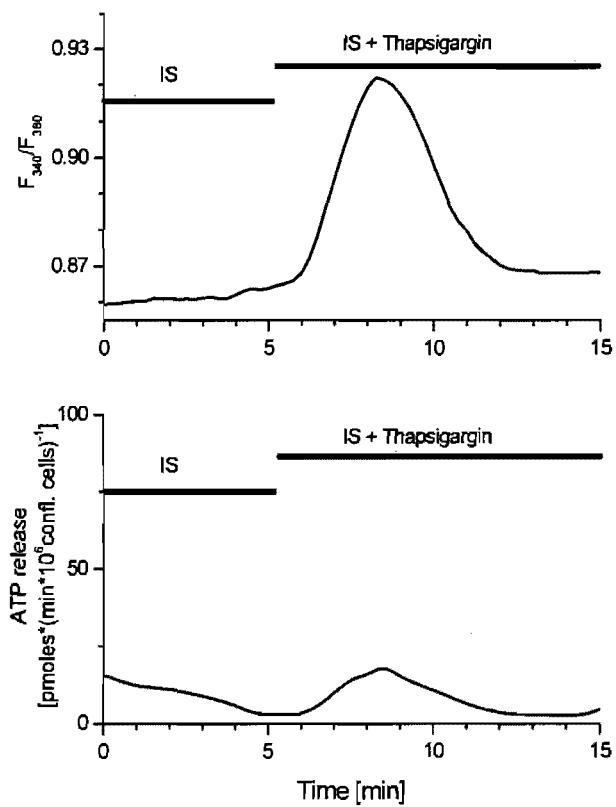 0.93
IS + Thapsigargin
IS
F340/F380
0.90
0.87
0 5 10 15
100
IS + Thapsigargin
IS
ATP release
[pmoles*(min*10⁶confl. cells)⁻¹]
50
0
0 5 10 15
Time [min]